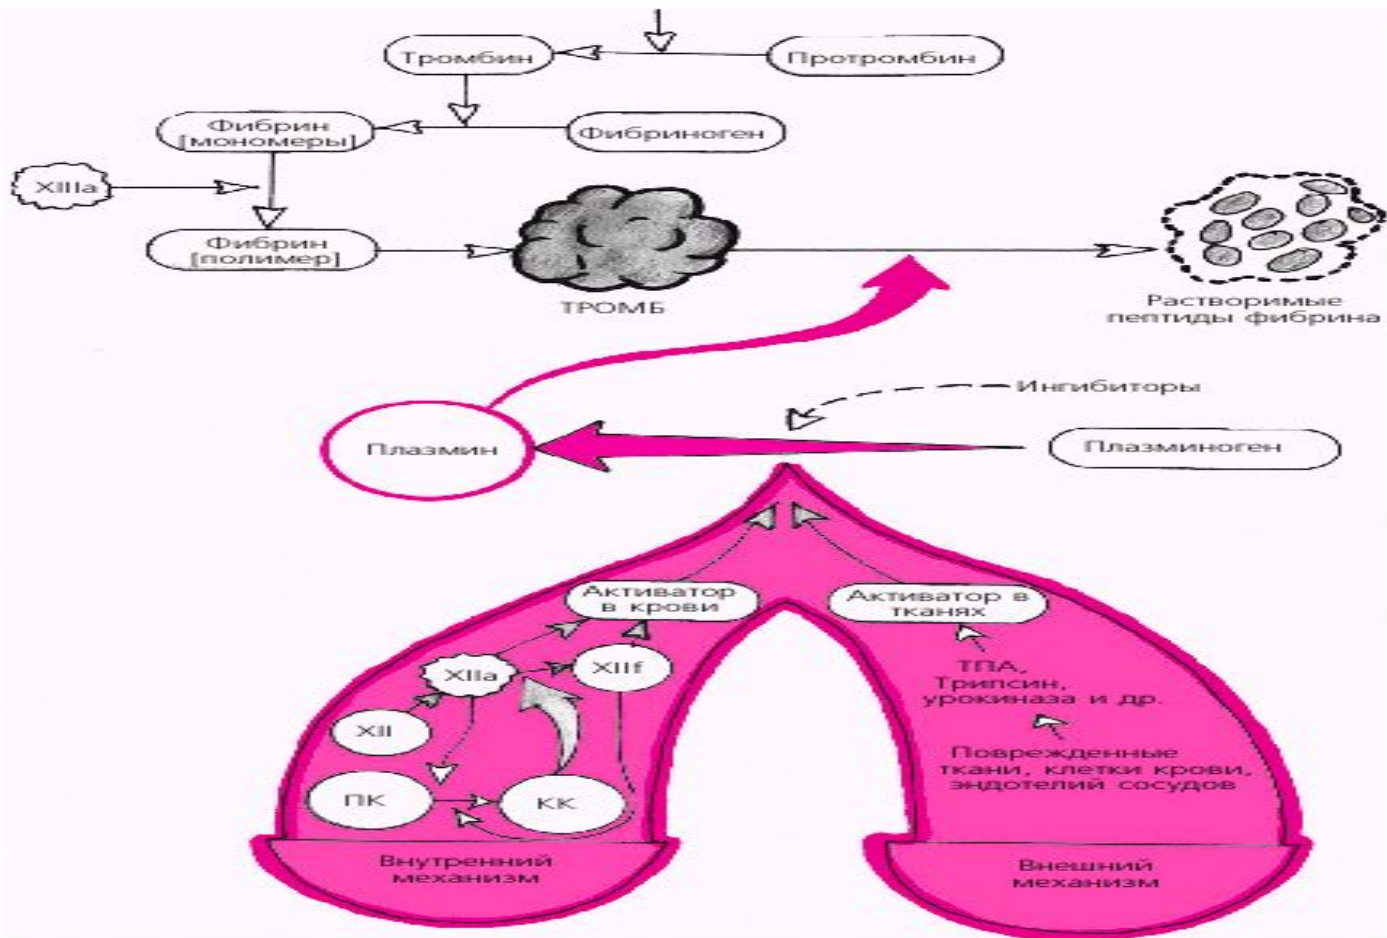 Тромбин
Протромбин
Фибрин
[мономеры]
Фибриноген
XIIIa
Фибрин
[полимер]
ТРОМБ
Растворимые
пептиды фибрина
Ингибиторы
Плазмин
Плазминоген
Активатор
в крови
Активатор в
тканях
XIIa
XIIf
ТПА,
Трипсин,
урокиназа и др.
XII
Поврежденные
ткани, клетки крови,
эндотелий сосудов
ПК
КК
Внутренний
механизм
Внешний
механизм